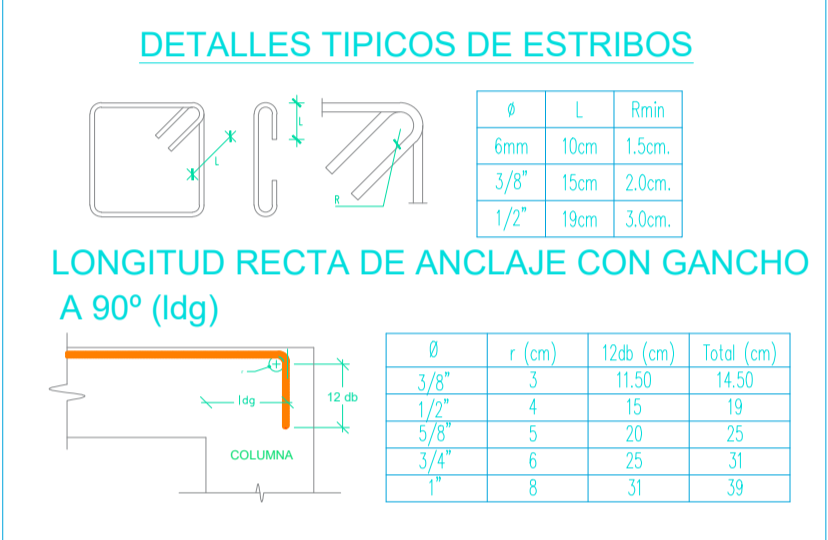 DETALLES TIPICOS DE ESTRIBOS
L
L
R
ø L Rmin
6mm 10cm 1.5cm.
3/8" 15cm 2.0cm.
1/2" 19cm 3.0cm.
LONGITUD RECTA DE ANCLAJE CON GANCHO
A 90º (ldg)
ldg
12 db
COLUMNA
Ø r (cm) 12db (cm) Total (cm)
3/8" 3 11.50 14.50
1/2" 4 15 19
5/8" 5 20 25
3/4" 6 25 31
1" 8 31 39